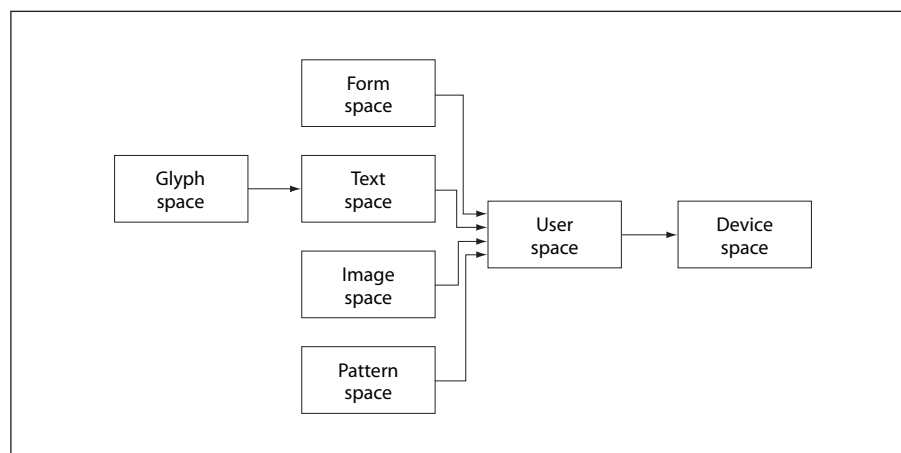 Form
space
Glyph
space
Text
space
User
space
Device
space
Image
space
Pattern
space